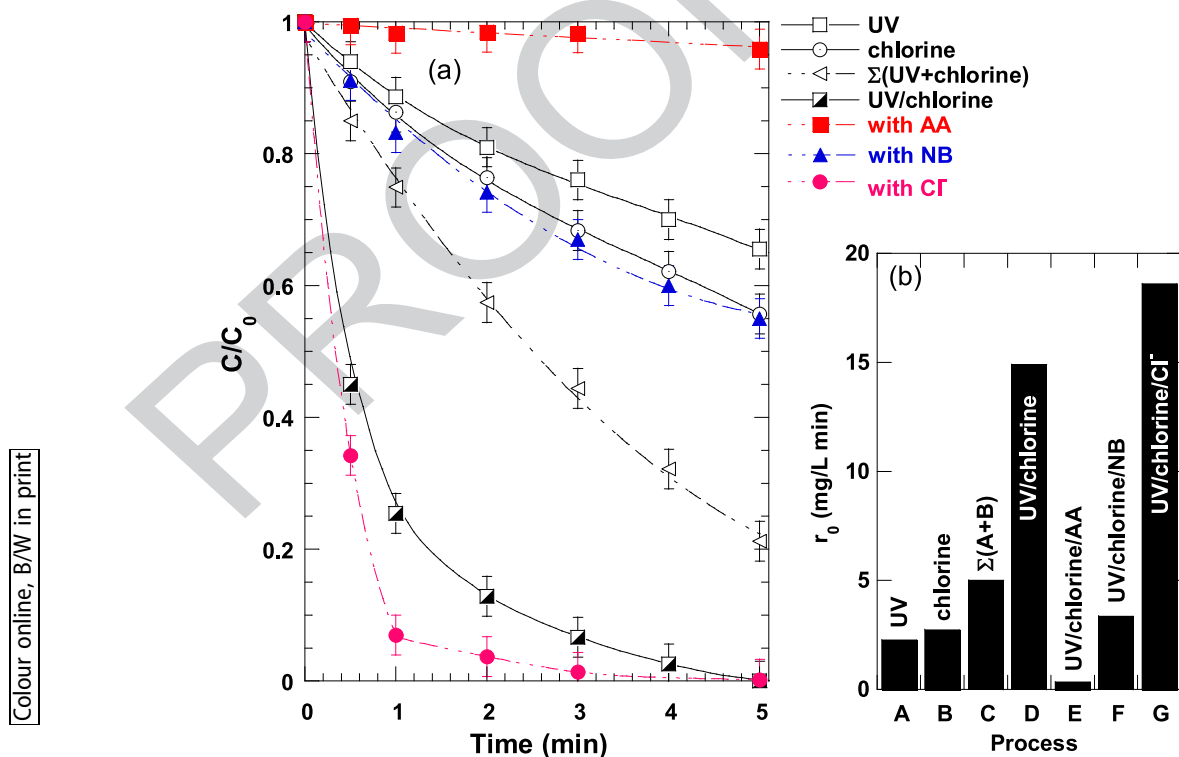 PROOF
UV
chlorine
Σ(UV+chlorine)
UV/chlorine
with AA
with NB
with Cl⁻
(a)
1
0.8
0.6
0.4
0.2
0
C/C₀
0 1 2 3 4 5
Time (min)
(b)
20
15
10
5
0
r₀ (mg/L min)
UV
chlorine
Σ(A+B)
UV/chlorine
UV/chlorine/AA
UV/chlorine/NB
UV/chlorine/Cl⁻
A B C D E F G
Process
Colour online, B/W in print